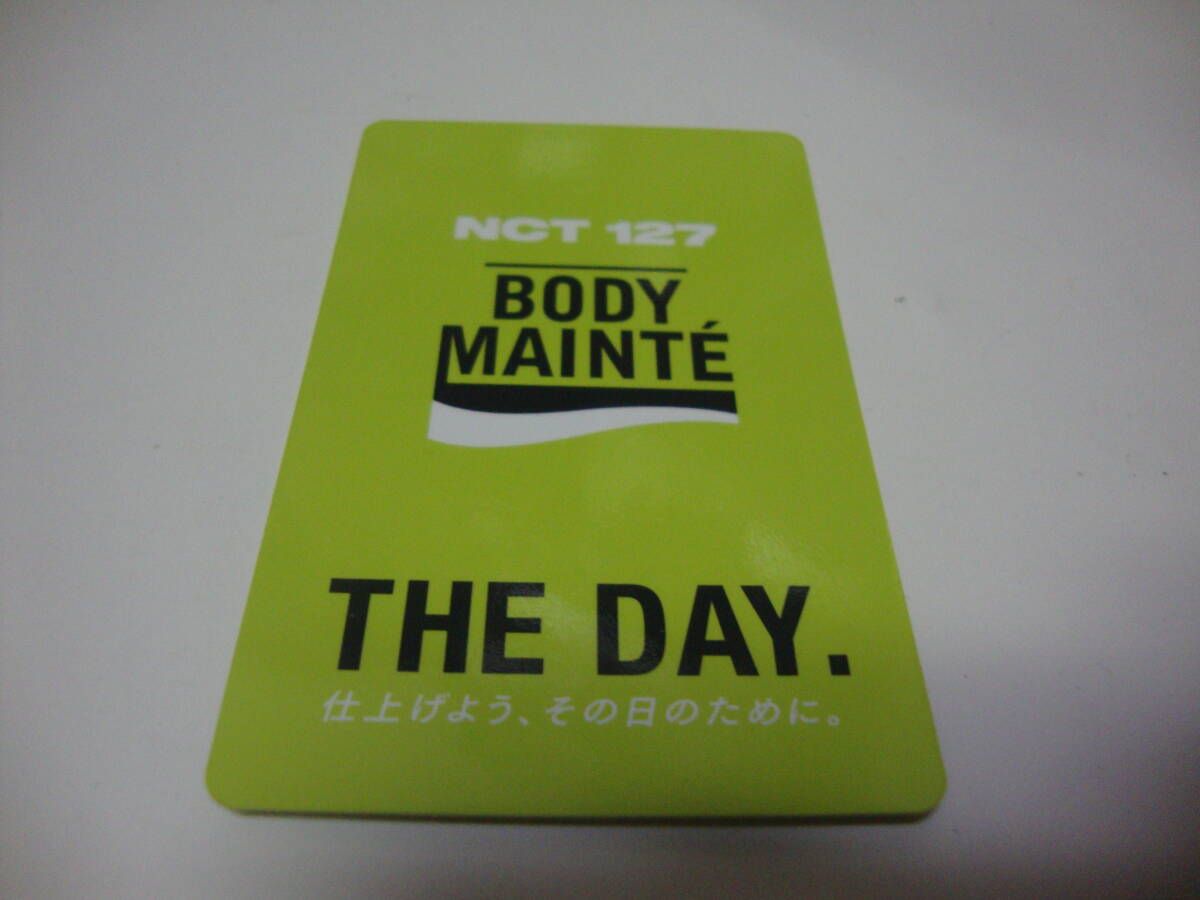 NCT 127
BODY
MAINTÉ
THE DAY.
仕上げよう、その日のために。